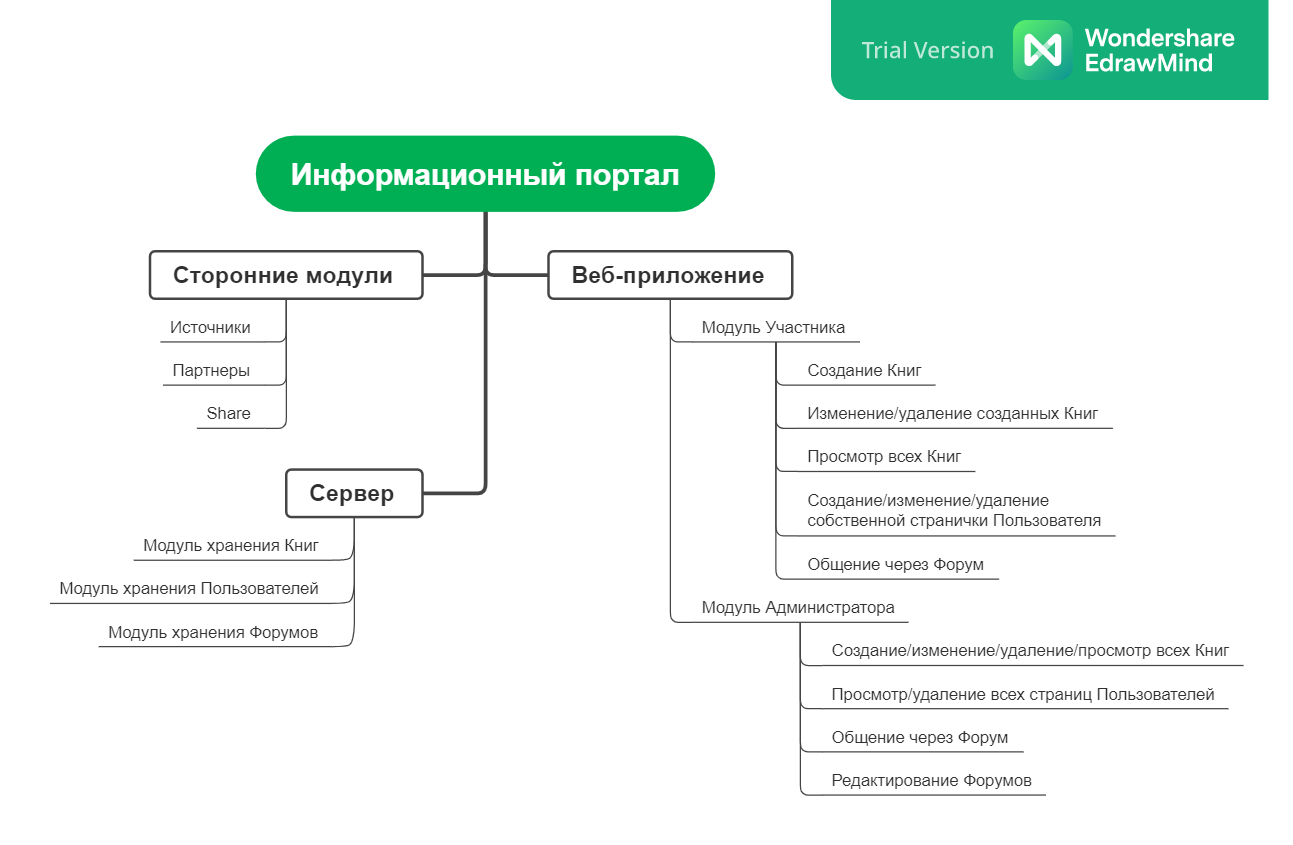 Trial Version
Wondershare
EdrawMind
Информационный портал
Сторонние модули
Источники
Партнеры
Share
Сервер
Модуль хранения Книг
Модуль хранения Пользователей
Модуль хранения Форумов
Веб-приложение
Модуль Участника
Создание Книг
Изменение/удаление созданных Книг
Просмотр всех Книг
Создание/изменение/удаление
собственной странички Пользователя
Общение через Форум
Модуль Администратора
Создание/изменение/удаление/просмотр всех Книг
Просмотр/удаление всех страниц Пользователей
Общение через Форум
Редактирование Форумов